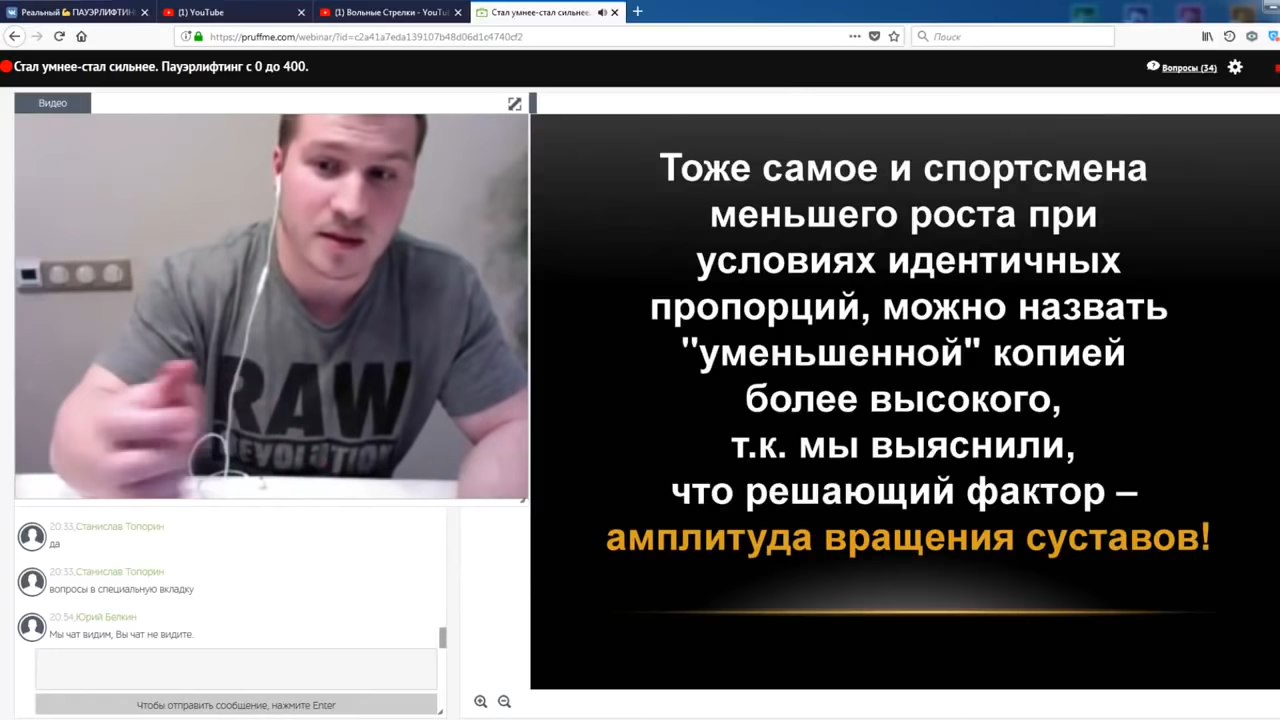 Реальный 💪 ПАУЭРЛИФТИН
(1) YouTube
(1) Вольные Стрелки - YouTu
Стал умнее-стал сильнее.
https://pruffme.com/webinar/?id=c2a41a7eda139107b48d06d1c4740cf2
Поиск
Стал умнее-стал сильнее. Пауэрлифтинг с 0 до 400.
Вопросы (34)
Видео
RAW
REVOLUTION
Тоже самое и спортсмена
меньшего роста при
условиях идентичных
пропорций, можно назвать
"уменьшенной" копией
более высокого,
т.к. мы выяснили,
что решающий фактор –
амплитуда вращения суставов!
20:33,Станислав Топорин
да
20:33,Станислав Топорин
вопросы в специальную вкладку
20:54,Юрий Белкин
Мы чат видим, Вы чат не видите.
Чтобы отправить сообщение, нажмите Enter